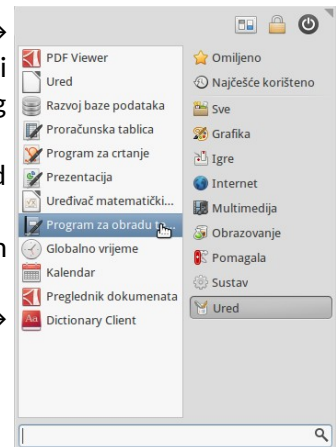 →
i
g
d
n
→
PDF Viewer
Ured
Razvoj baze podataka
Proračunska tablica
Program za crtanje
Prezentacija
Uređivač matematički...
Program za obradu
Globalno vrijeme
Kalendar
Preglednik dokumenata
Dictionary Client
Omiljeno
Najčešće korišteno
Sve
Grafika
Igre
Internet
Multimedija
Obrazovanje
Pomagala
Sustav
Ured